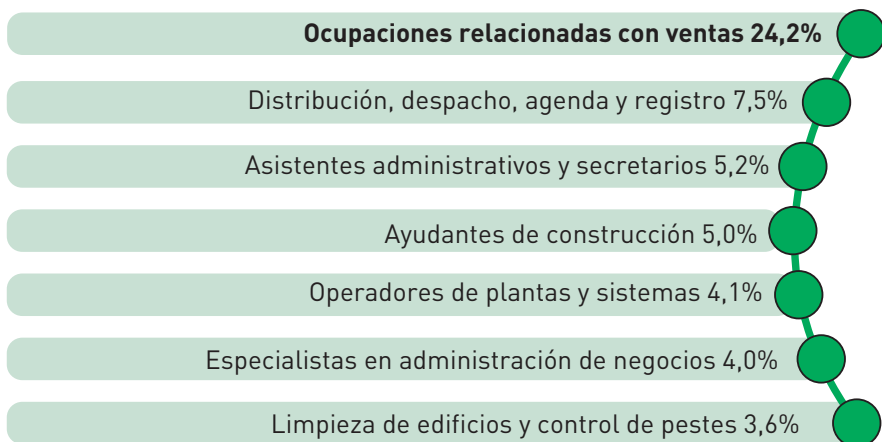 Ocupaciones relacionadas con ventas 24,2%
Distribución, despacho, agenda y registro 7,5%
Asistentes administrativos y secretarios 5,2%
Ayudantes de construcción 5,0%
Operadores de plantas y sistemas 4,1%
Especialistas en administración de negocios 4,0%
Limpieza de edificios y control de pestes 3,6%